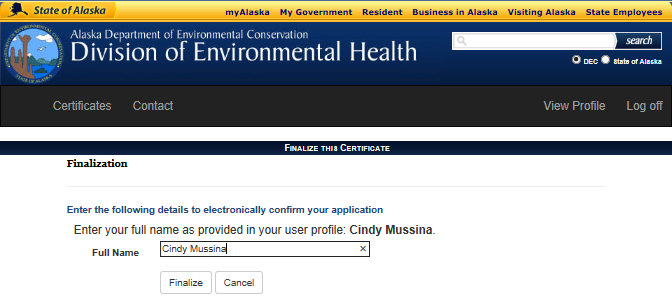 State of Alaska
myAlaska My Government Resident Business in Alaska Visiting Alaska State Employees
Alaska Department of Environmental Conservation
Division of Environmental Health
search
DEC State of Alaska
Certificates Contact View Profile Log off
FINALIZE THIS CERTIFICATE
Finalization
Enter the following details to electronically confirm your application
Enter your full name as provided in your user profile: Cindy Mussina.
Full Name Cindy Mussina ×
Finalize Cancel